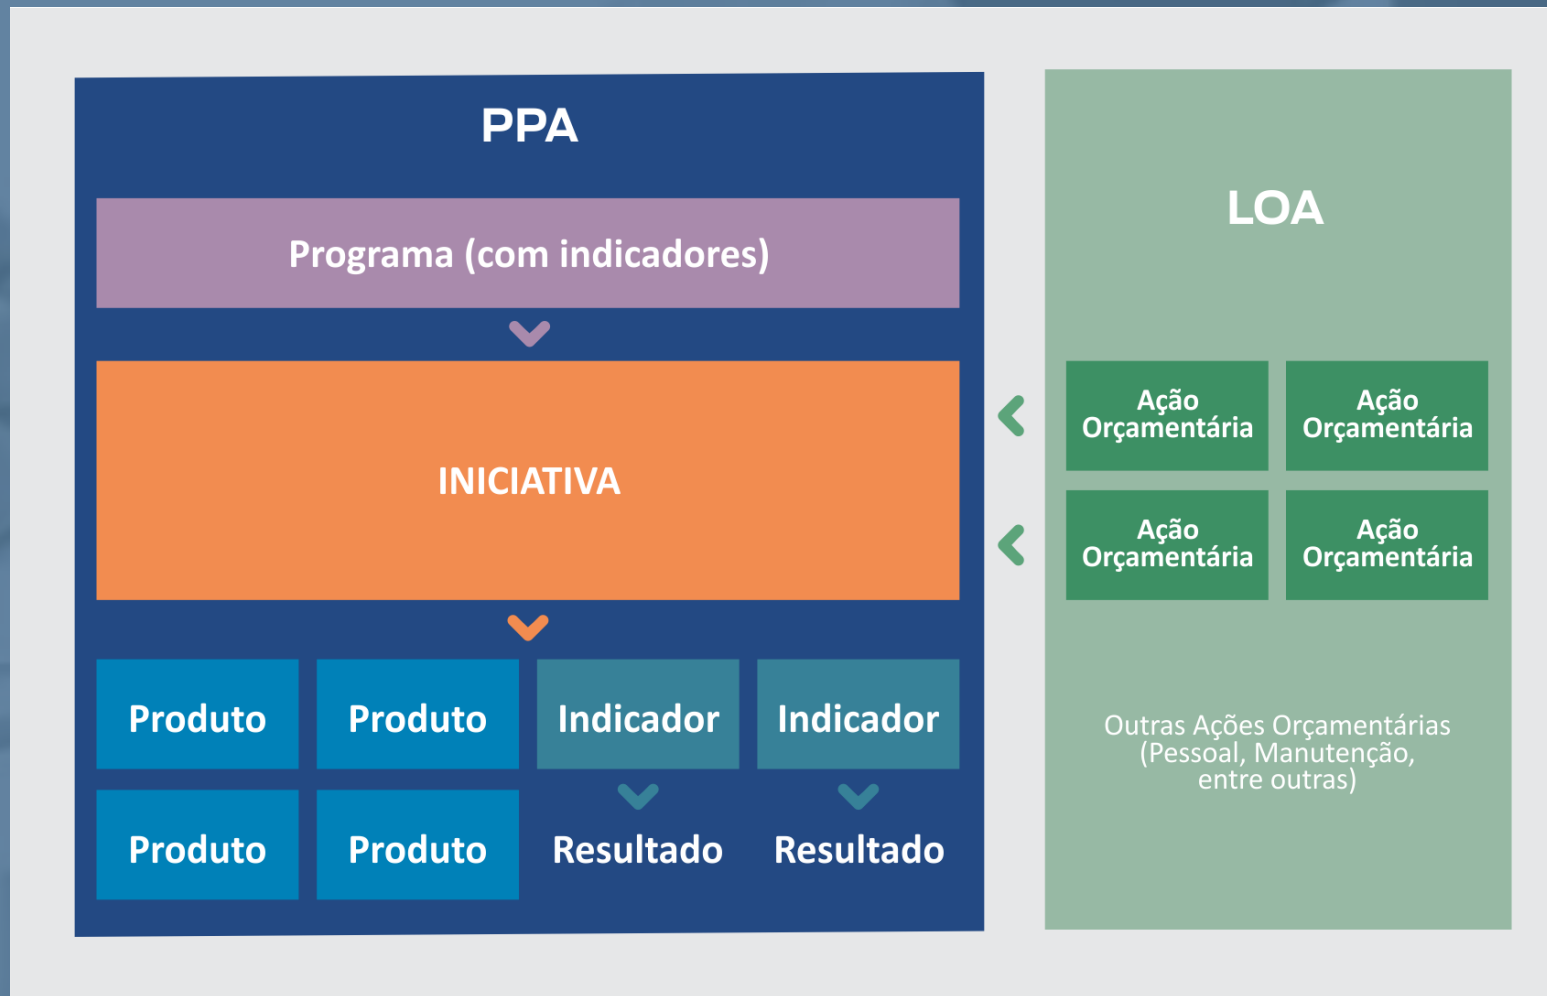 PPA
Programa (com indicadores)
INICIATIVA
Produto
Produto
Indicador
Indicador
Produto
Produto
Resultado
Resultado
LOA
Ação
Orçamentária
Ação
Orçamentária
Ação
Orçamentária
Ação
Orçamentária
Outras Ações Orçamentárias
(Pessoal, Manutenção,
entre outras)